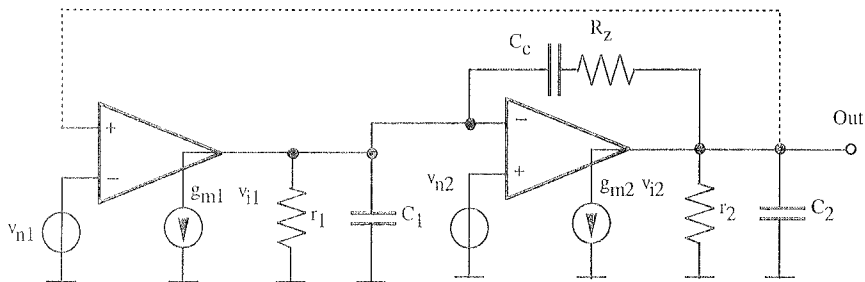 C_c
R_z
Out
+
−
v_n1
g_m1 v_i1
r_1
C_1
−
+
v_n2
g_m2 v_i2
r_2
C_2